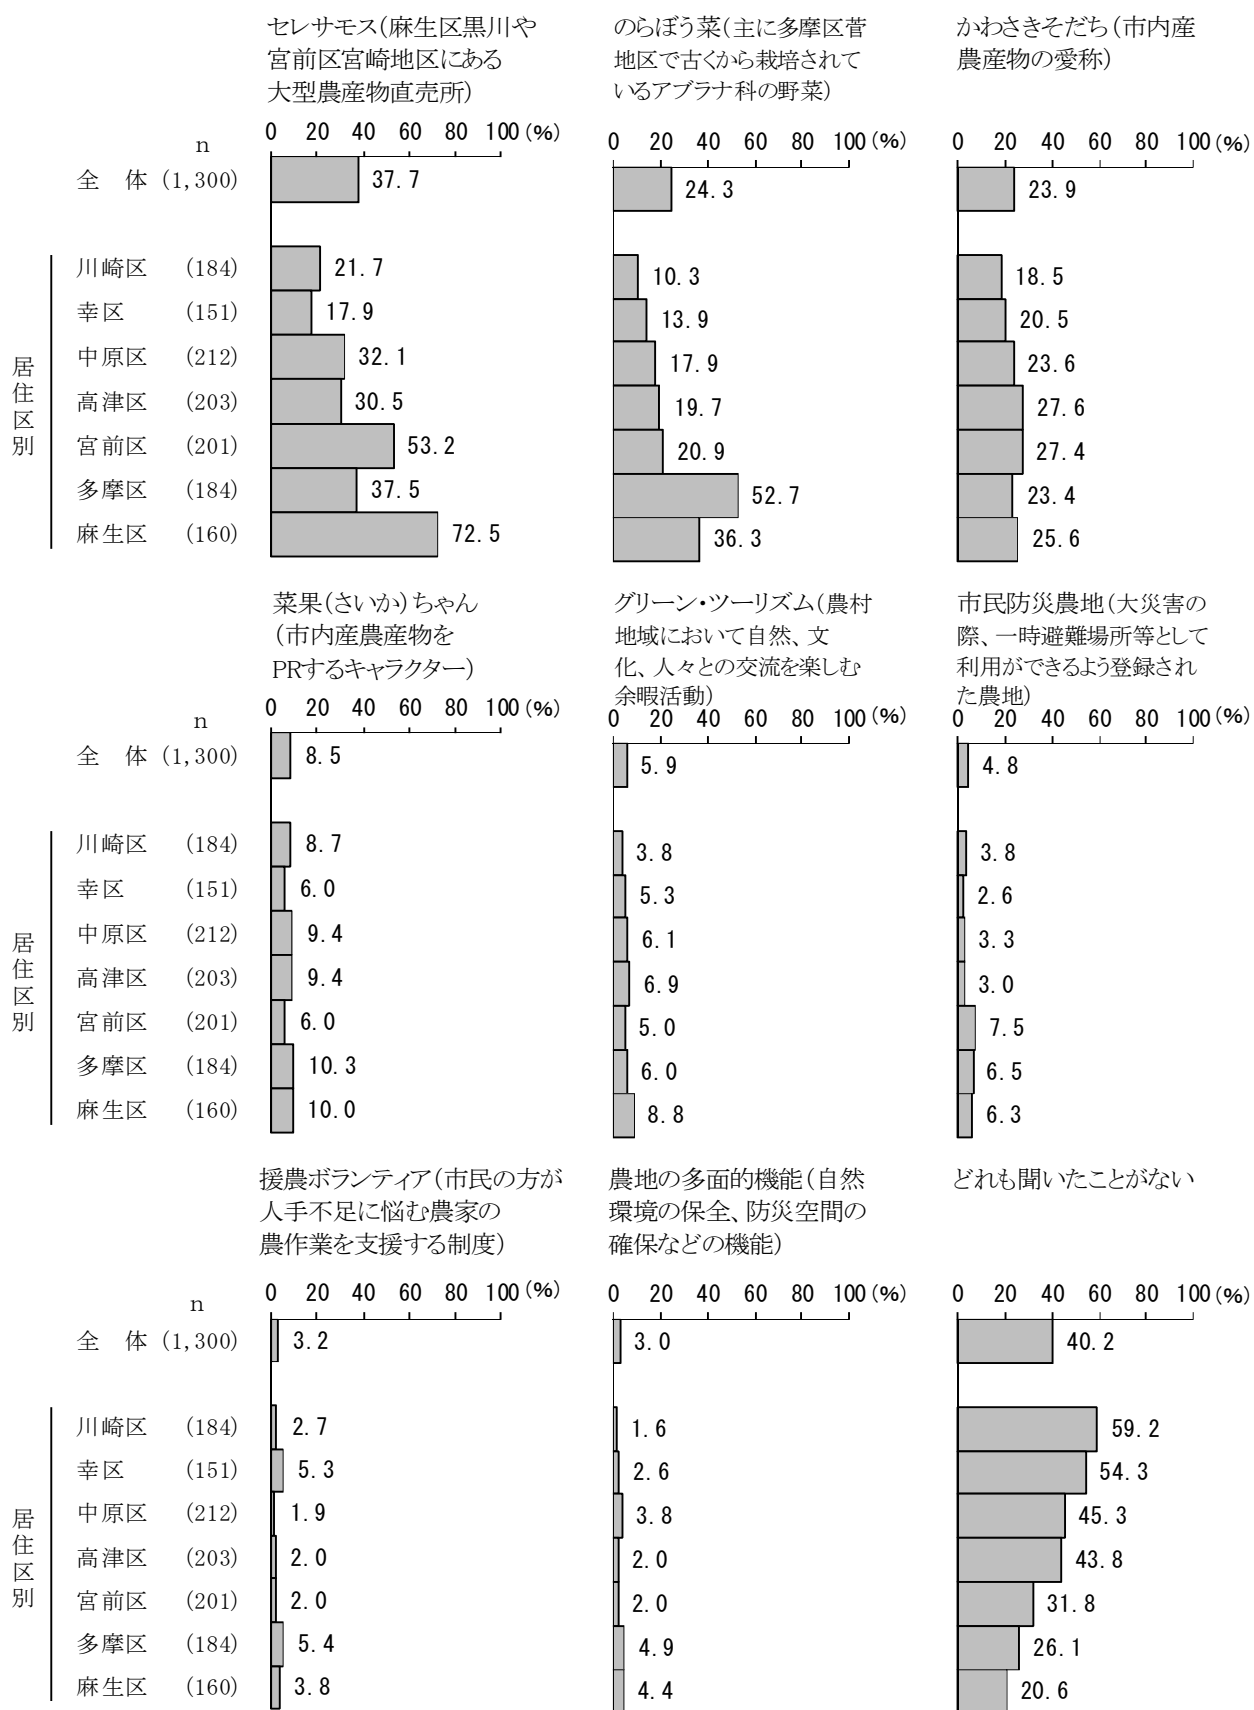 セレサモス(麻生区黒川や
宮前区宮崎地区にある
大型農産物直売所)
のらぼう菜(主に多摩区菅
地区で古くから栽培されて
いるアブラナ科の野菜)
かわさきそだち(市内産
農産物の愛称)
n
0 20 40 60 80 100(%)
0 20 40 60 80 100(%)
0 20 40 60 80 100(%)
全 体 (1,300) 37.7 24.3 23.9
居住区別
川崎区 (184) 21.7 10.3 18.5
幸区 (151) 17.9 13.9 20.5
中原区 (212) 32.1 17.9 23.6
高津区 (203) 30.5 19.7 27.6
宮前区 (201) 53.2 20.9 27.4
多摩区 (184) 37.5 52.7 23.4
麻生区 (160) 72.5 36.3 25.6
菜果(さいか)ちゃん
(市内産農産物を
PRするキャラクター)
グリーン・ツーリズム(農村
地域において自然、文
化、人々との交流を楽しむ
余暇活動)
市民防災農地(大災害の
際、一時避難場所等として
利用ができるよう登録され
た農地)
n
0 20 40 60 80 100(%)
0 20 40 60 80 100(%)
0 20 40 60 80 100(%)
全 体 (1,300) 8.5 5.9 4.8
居住区別
川崎区 (184) 8.7 3.8 3.8
幸区 (151) 6.0 5.3 2.6
中原区 (212) 9.4 6.1 3.3
高津区 (203) 9.4 6.9 3.0
宮前区 (201) 6.0 5.0 7.5
多摩区 (184) 10.3 6.0 6.5
麻生区 (160) 10.0 8.8 6.3
援農ボランティア(市民の方が
人手不足に悩む農家の
農作業を支援する制度)
農地の多面的機能(自然
環境の保全、防災空間の
確保などの機能)
どれも聞いたことがない
n
0 20 40 60 80 100(%)
0 20 40 60 80 100(%)
0 20 40 60 80 100(%)
全 体 (1,300) 3.2 3.0 40.2
居住区別
川崎区 (184) 2.7 1.6 59.2
幸区 (151) 5.3 2.6 54.3
中原区 (212) 1.9 3.8 45.3
高津区 (203) 2.0 2.0 43.8
宮前区 (201) 2.0 2.0 31.8
多摩区 (184) 5.4 4.9 26.1
麻生区 (160) 3.8 4.4 20.6